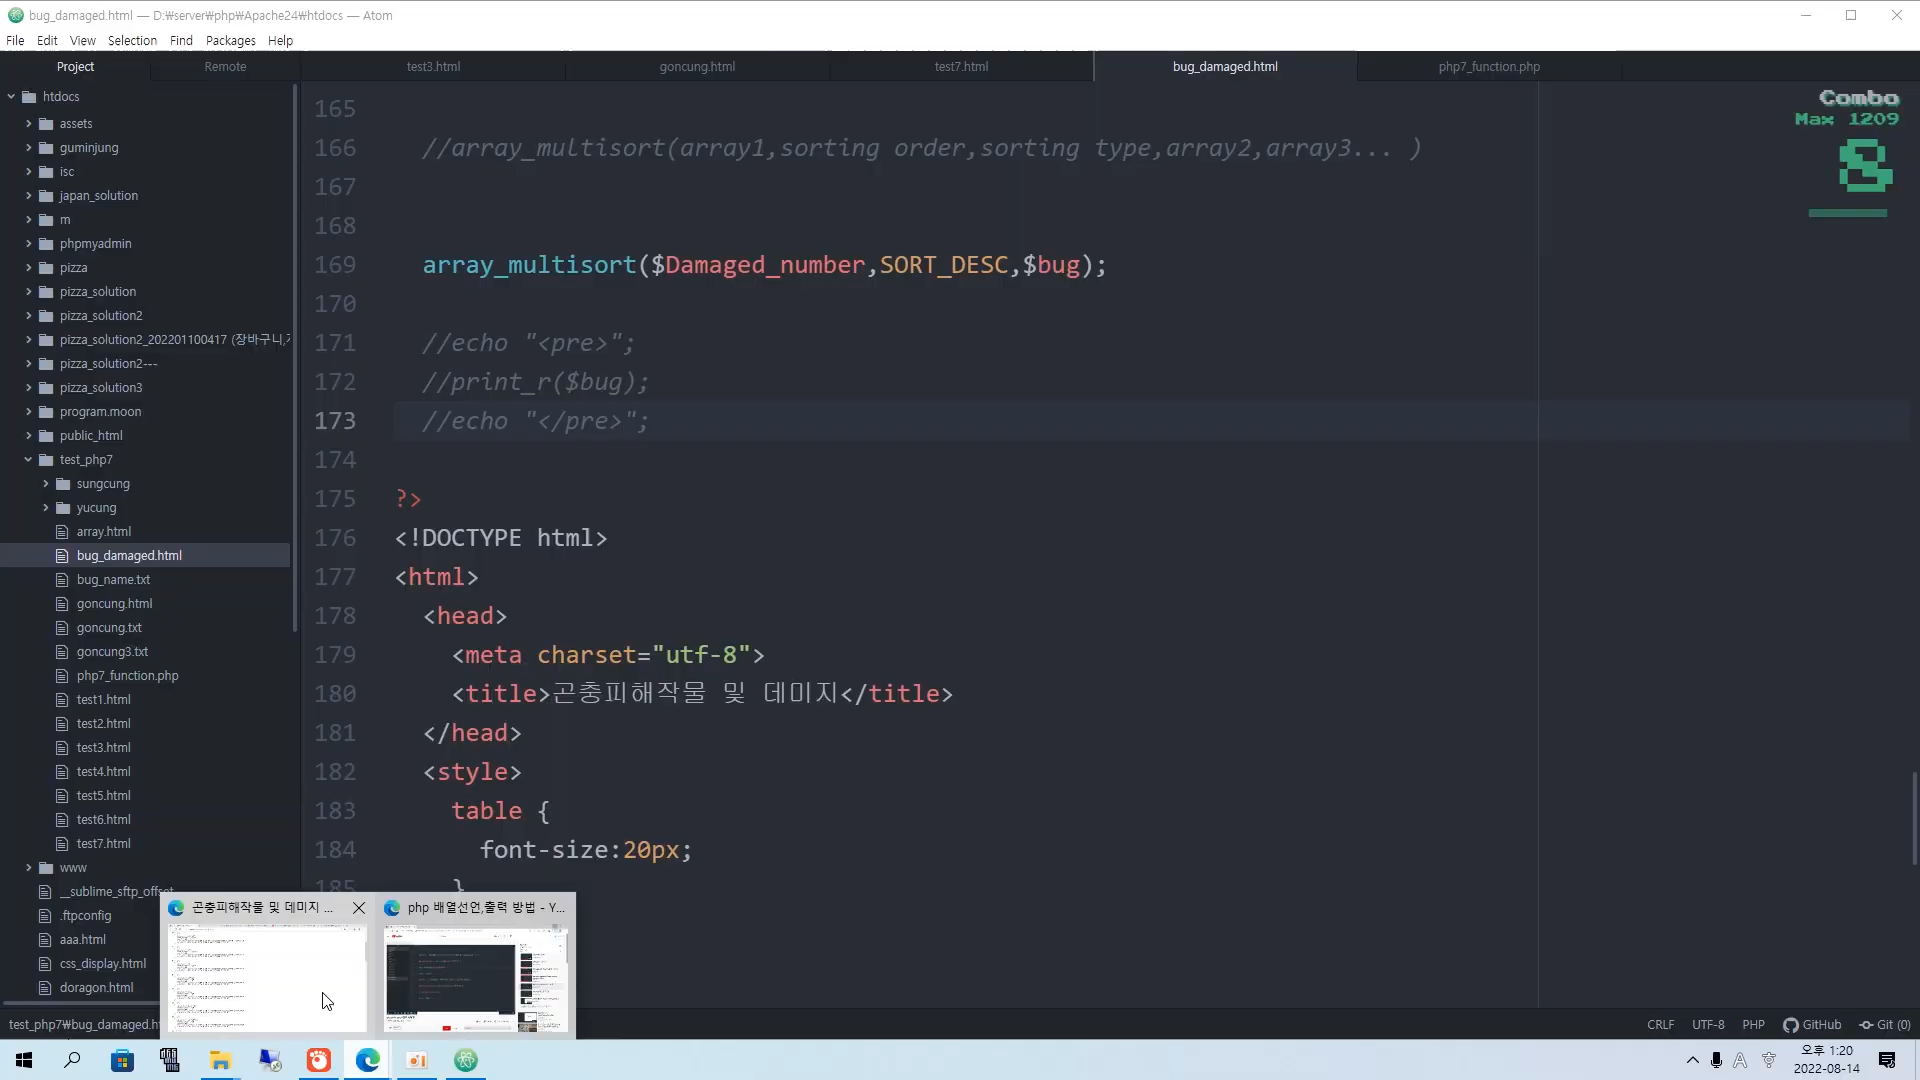 bug_damaged.html — D:₩server₩php₩Apache24₩htdocs — Atom
File Edit View Selection Find Packages Help
Project Remote test3.html goncung.html test7.html bug_damaged.html php7_function.php
htdocs
assets
guminjung
isc
japan_solution
m
phpmyadmin
pizza
pizza_solution
pizza_solution2
pizza_solution2_202201100417 (장바구니,
pizza_solution2---
pizza_solution3
program.moon
public_html
test_php7
sungcung
yucung
array.html
bug_damaged.html
bug_name.txt
goncung.html
goncung.txt
goncung3.txt
php7_function.php
test1.html
test2.html
test3.html
test4.html
test5.html
test6.html
test7.html
www
__sublime_sftp_offset
.ftpconfig
aaa.html
css_display.html
doragon.html
165
166 //array_multisort(array1,sorting order,sorting type,array2,array3... )
167
168
169 array_multisort($Damaged_number,SORT_DESC,$bug);
170
171 //echo "<pre>";
172 //print_r($bug);
173 //echo "</pre>";
174
175 ?>
176 <!DOCTYPE html>
177 <html>
178 <head>
179 <meta charset="utf-8">
180 <title>곤충피해작물 및 데미지</title>
181 </head>
182 <style>
183 table {
184 font-size:20px;
185 }
Combo
Max 1209
8
곤충피해작물 및 데미지 ...
php 배열선언,출력 방법 - Y...
test_php7₩bug_damaged.ht
CRLF UTF-8 PHP GitHub Git (0)
A 오후 1:20
2022-08-14